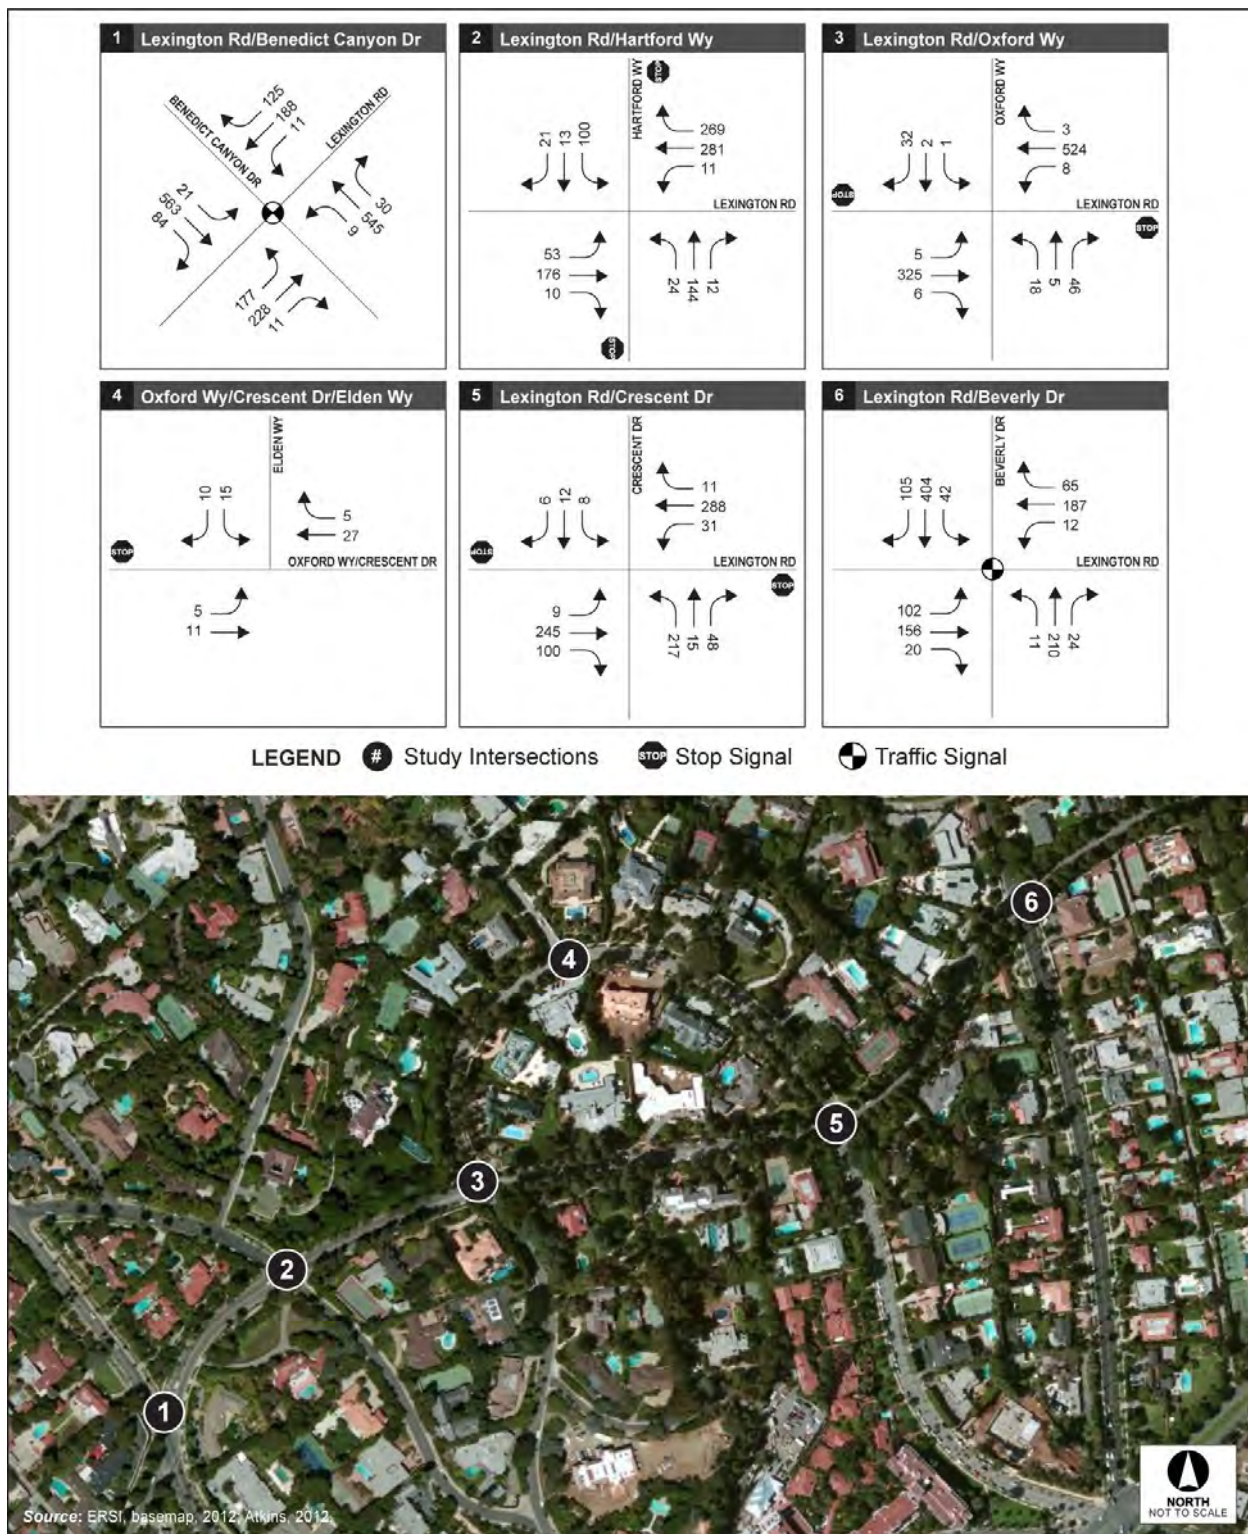 1 Lexington Rd/Benedict Canyon Dr
BENEDICT CANYON DR
LEXINGTON RD
125
188
11
21
563
84
30
545
9
177
228
11
2 Lexington Rd/Hartford Wy
HARTFORD WY
STOP
21
13
100
269
281
11
LEXINGTON RD
53
176
10
24
144
12
STOP
3 Lexington Rd/Oxford Wy
OXFORD WY
32
2
1
3
524
8
STOP
LEXINGTON RD
STOP
5
325
6
18
5
46
4 Oxford Wy/Crescent Dr/Elden Wy
ELDEN WY
10
15
5
27
STOP
OXFORD WY/CRESCENT DR
5
11
5 Lexington Rd/Crescent Dr
CRESCENT DR
6
12
8
11
288
31
STOP
LEXINGTON RD
STOP
9
245
100
217
15
48
6 Lexington Rd/Beverly Dr
BEVERLY DR
105
404
42
65
187
12
LEXINGTON RD
102
156
20
11
210
24
LEGEND # Study Intersections STOP Stop Signal Traffic Signal
6
4
5
3
2
1
NORTH
NOT TO SCALE
Source: ERSI, basemap, 2012; Atkins, 2012.